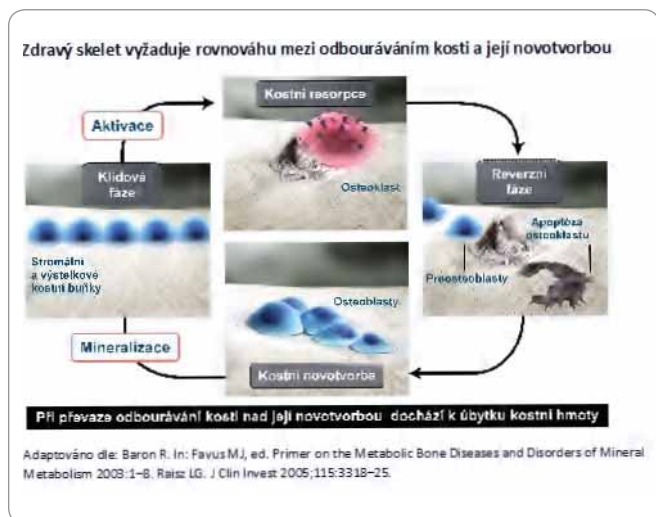 Zdravý skelet vyžaduje rovnováhu mezi odbouráváním kosti a její novotvorbou
Kostní resorpce
Aktivace
Osteoklast
Klidová
fáze
Reverzní
fáze
Apoptóza
osteoklastu
Preosteoblasty
Stromální
a výstelkové
kostní buňky
Osteoblasty
Mineralizace
Kostní novotvorba
Při převaze odbourávání kosti nad její novotvorbou dochází k úbytku kostní hmoty
Adaptováno dle: Baron R. In: Favus MJ, ed. Primer on the Metabolic Bone Diseases and Disorders of Mineral
Metabolism 2003:1–8. Raisz LG. J Clin Invest 2005;115:3318–25.